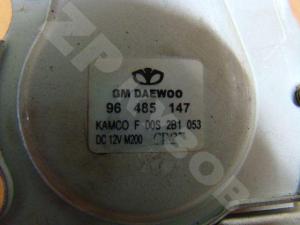 GM DAEWOO
96 485 147
KAMCO F 00S 2B1 053
DC 12V M200